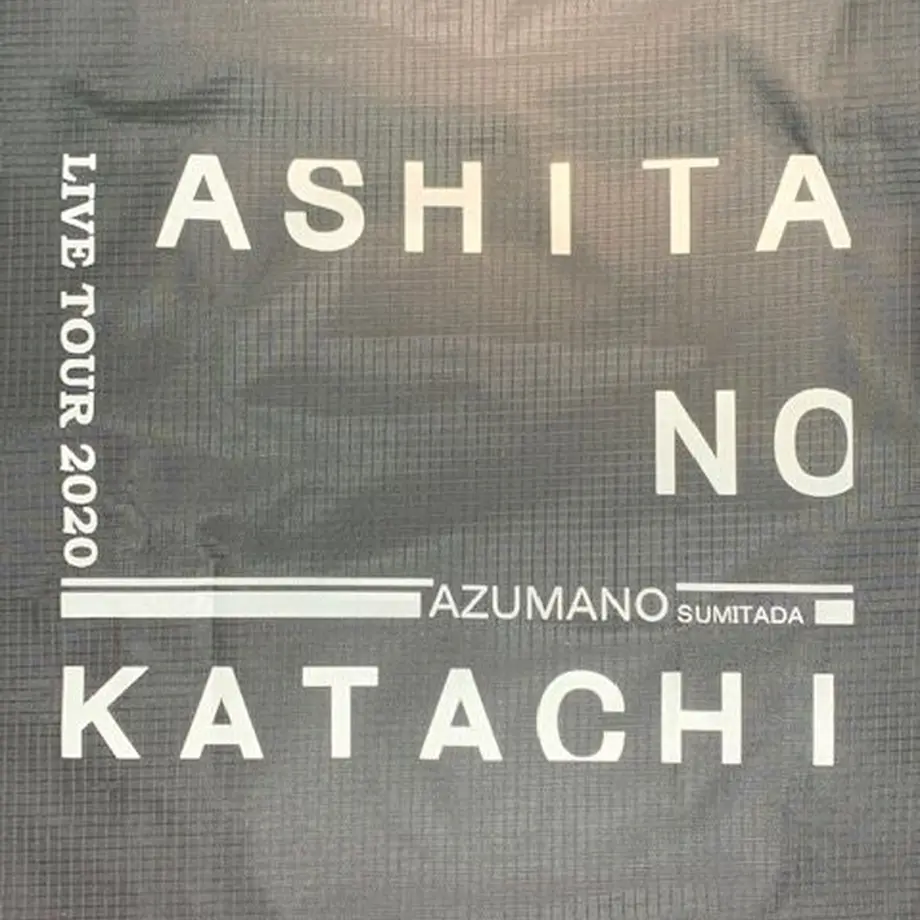 LIVE TOUR 2020
ASHITA
NO
AZUMANO SUMITADA
KATACHI